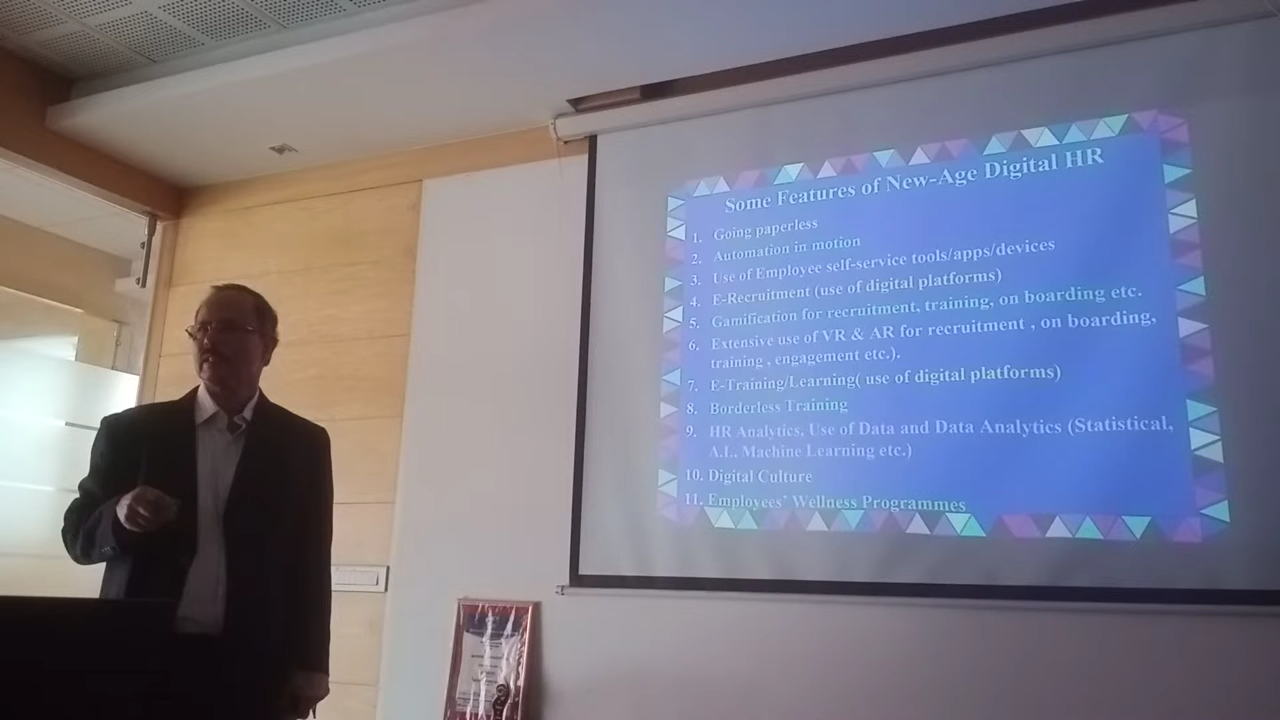 Some Features of New-Age Digital HR
1. Going paperless
2. Automation in motion
3. Use of Employee self-service tools/apps/devices
4. E-Recruitment (use of digital platforms)
5. Gamification for recruitment, training, on boarding etc.
6. Extensive use of VR & AR for recruitment , on boarding,
training , engagement etc.).
7. E-Training/Learning( use of digital platforms)
8. Borderless Training
9. HR Analytics, Use of Data and Data Analytics (Statistical,
A.I., Machine Learning etc.)
10. Digital Culture
11. Employees' Wellness Programmes